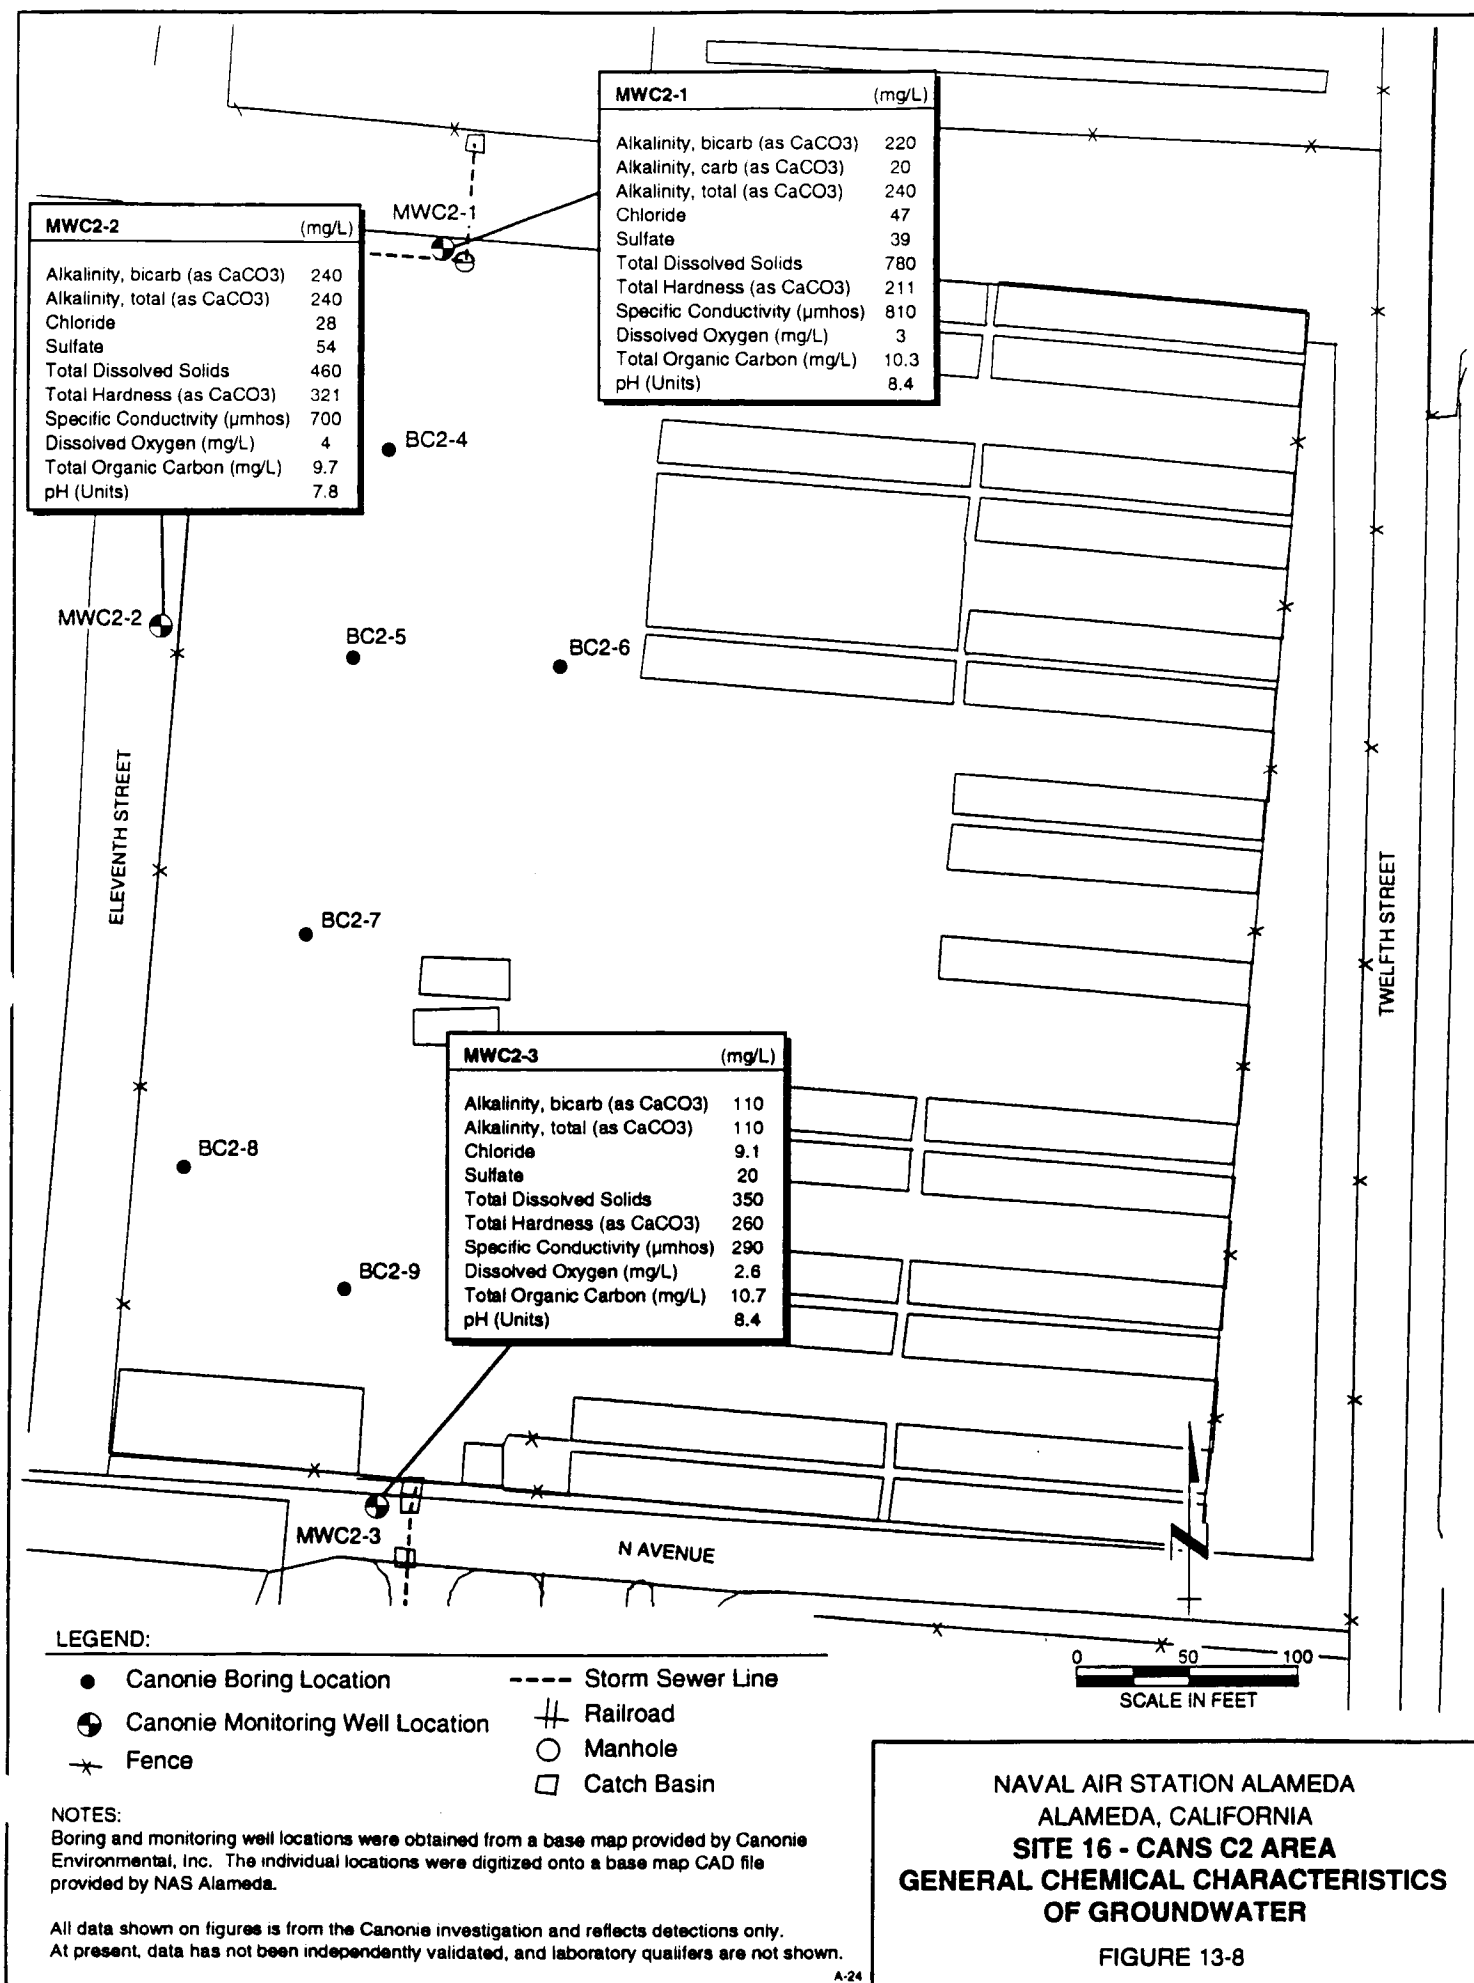 MWC2-1 (mg/L)
Alkalinity, bicarb (as CaCO3) 220
Alkalinity, carb (as CaCO3) 20
Alkalinity, total (as CaCO3) 240
Chloride 47
Sulfate 39
Total Dissolved Solids 780
Total Hardness (as CaCO3) 211
Specific Conductivity (µmhos) 810
Dissolved Oxygen (mg/L) 3
Total Organic Carbon (mg/L) 10.3
pH (Units) 8.4
MWC2-1
MWC2-2 (mg/L)
Alkalinity, bicarb (as CaCO3) 240
Alkalinity, total (as CaCO3) 240
Chloride 28
Sulfate 54
Total Dissolved Solids 460
Total Hardness (as CaCO3) 321
Specific Conductivity (µmhos) 700
Dissolved Oxygen (mg/L) 4
Total Organic Carbon (mg/L) 9.7
pH (Units) 7.8
BC2-4
MWC2-2
BC2-5
BC2-6
ELEVENTH STREET
TWELFTH STREET
BC2-7
MWC2-3 (mg/L)
Alkalinity, bicarb (as CaCO3) 110
Alkalinity, total (as CaCO3) 110
Chloride 9.1
Sulfate 20
Total Dissolved Solids 350
Total Hardness (as CaCO3) 260
Specific Conductivity (µmhos) 290
Dissolved Oxygen (mg/L) 2.6
Total Organic Carbon (mg/L) 10.7
pH (Units) 8.4
BC2-8
BC2-9
MWC2-3
N AVENUE
0 50 100
SCALE IN FEET
LEGEND:
Canonie Boring Location
Canonie Monitoring Well Location
Fence
Storm Sewer Line
Railroad
Manhole
Catch Basin
NOTES:
Boring and monitoring well locations were obtained from a base map provided by Canonie
Environmental, Inc. The individual locations were digitized onto a base map CAD file
provided by NAS Alameda.
All data shown on figures is from the Canonie investigation and reflects detections only.
At present, data has not been independently validated, and laboratory qualifers are not shown.
A-24
NAVAL AIR STATION ALAMEDA
ALAMEDA, CALIFORNIA
SITE 16 - CANS C2 AREA
GENERAL CHEMICAL CHARACTERISTICS
OF GROUNDWATER
FIGURE 13-8